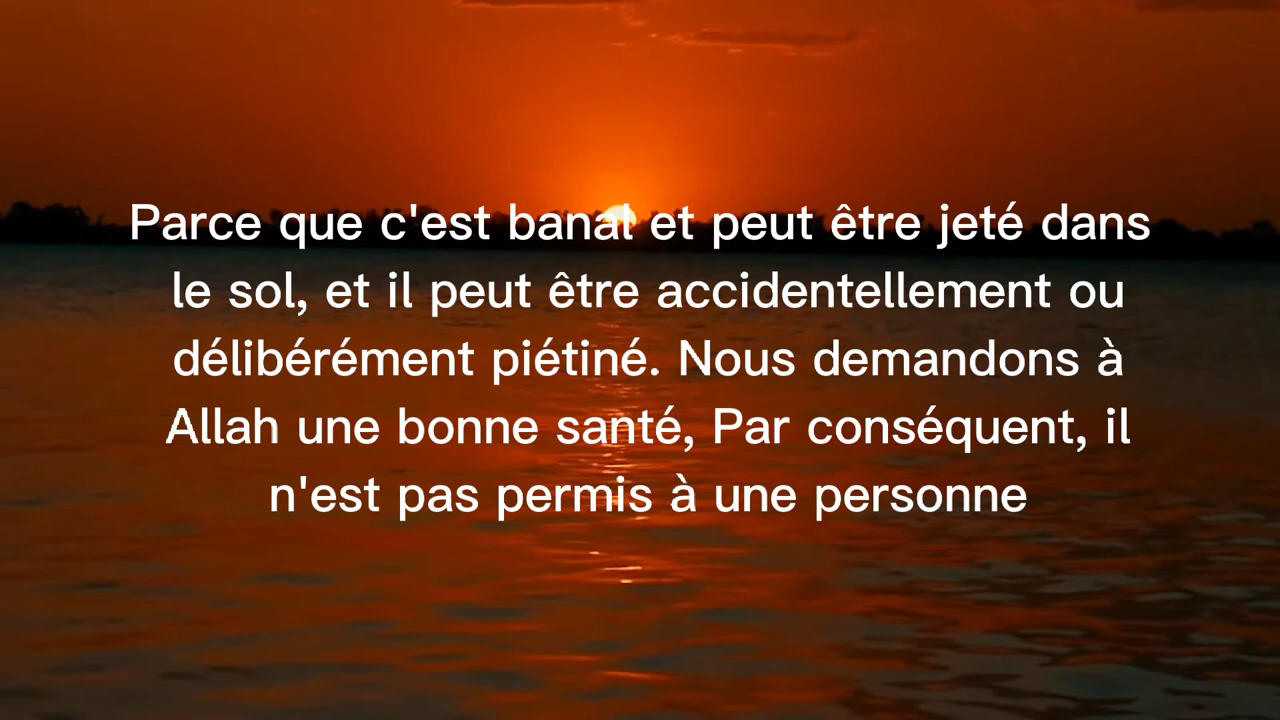 Parce que c'est banal et peut être jeté dans
le sol, et il peut être accidentellement ou
délibérément piétiné. Nous demandons à
Allah une bonne santé, Par conséquent, il
n'est pas permis à une personne